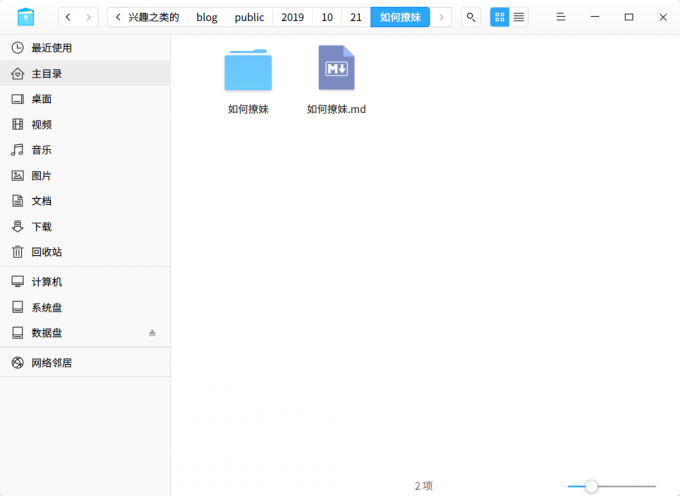 兴趣之类的 blog public 2019 10 21 如何撩妹
最近使用
主目录
桌面
视频
音乐
图片
文档
下载
回收站
计算机
系统盘
数据盘
网络邻居
M
如何撩妹 如何撩妹.md
2 项